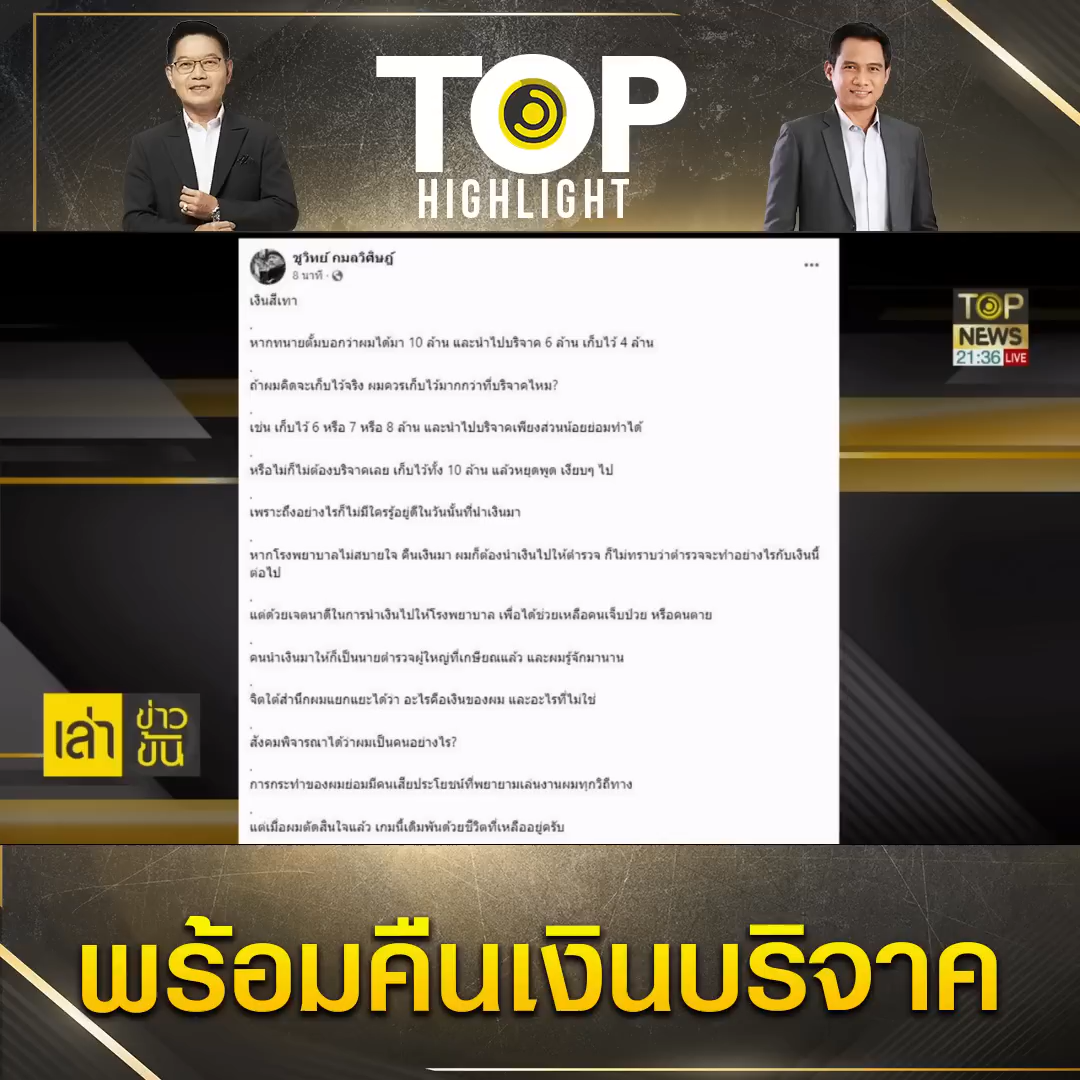 TOP
HIGHLIGHT
ชูวิทย์ กมลวิศิษฎ์
8 นาที ·
เงินสีเทา
.
หากทนายตั้มบอกว่าผมได้มา 10 ล้าน และนำไปบริจาค 6 ล้าน เก็บไว้ 4 ล้าน
.
ถ้าผมคิดจะเก็บไว้จริง ผมควรเก็บไว้มากกว่าที่บริจาคไหม?
.
เช่น เก็บไว้ 6 หรือ 7 หรือ 8 ล้าน และนำไปบริจาคเพียงส่วนน้อยย่อมทำได้
.
หรือไม่ก็ไม่ต้องบริจาคเลย เก็บไว้ทั้ง 10 ล้าน แล้วหยุดพูด เงียบๆ ไป
.
เพราะถึงอย่างไรก็ไม่มีใครรู้อยู่ดีในวันนั้นที่นำเงินมา
.
หากโรงพยาบาลไม่สบายใจ คืนเงินมา ผมก็ต้องนำเงินไปให้ตำรวจ ก็ไม่ทราบว่าตำรวจจะทำอย่างไรกับเงินนี้
ต่อไป
.
แต่ด้วยเจตนาดีในการนำเงินไปให้โรงพยาบาล เพื่อได้ช่วยเหลือคนเจ็บป่วย หรือคนตาย
.
คนนำเงินมาให้ก็เป็นนายตำรวจผู้ใหญ่ที่เกษียณแล้ว และผมรู้จักมานาน
.
จิตใต้สำนึกผมแยกแยะได้ว่า อะไรคือเงินของผม และอะไรที่ไม่ใช่
.
สังคมพิจารณาได้ว่าผมเป็นคนอย่างไร?
.
การกระทำของผมย่อมมีคนเสียประโยชน์ที่พยายามเล่นงานผมทุกวิถีทาง
.
แต่เมื่อผมตัดสินใจแล้ว เกมนี้เดิมพันด้วยชีวิตที่เหลืออยู่ครับ
TOP
NEWS
21:36 LIVE
เล่า
ข่าว
ข้น
พร้อมคืนเงินบริจาค